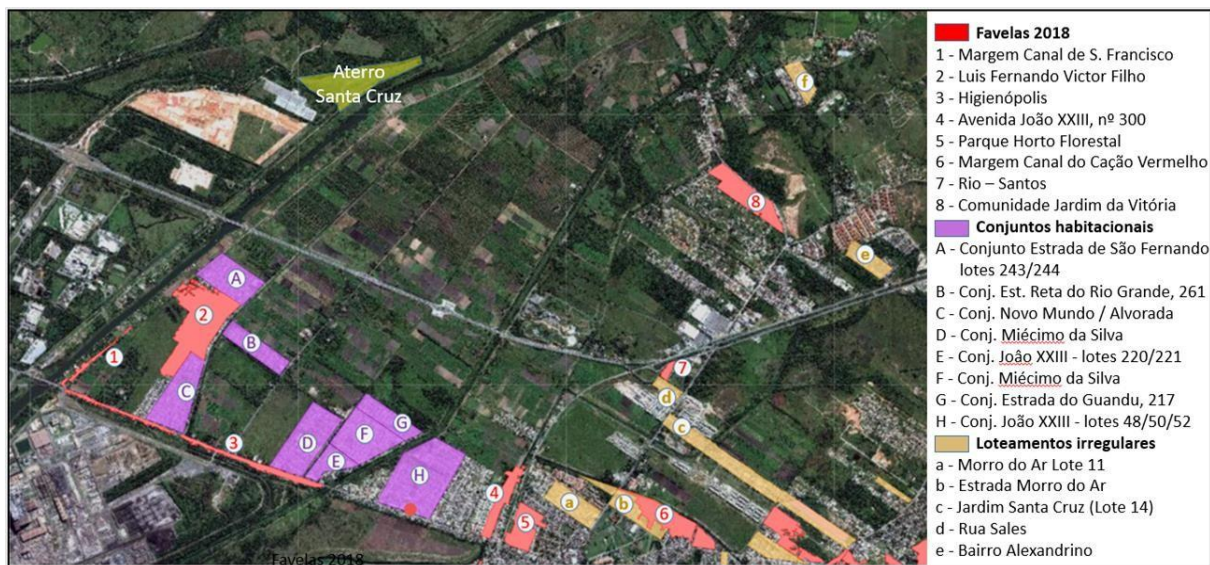 Aterro
Santa Cruz
f
8
e
A
2
B
1
7
d
C
c
G
D
F
3
E
H
4
a
b
5
6
Favelas 2018
Favelas 2018
1 - Margem Canal de S. Francisco
2 - Luis Fernando Victor Filho
3 - Higienópolis
4 - Avenida João XXIII, nº 300
5 - Parque Horto Florestal
6 - Margem Canal do Cação Vermelho
7 - Rio – Santos
8 - Comunidade Jardim da Vitória
Conjuntos habitacionais
A - Conjunto Estrada de São Fernando
lotes 243/244
B - Conj. Est. Reta do Rio Grande, 261
C - Conj. Novo Mundo / Alvorada
D - Conj. Miécimo da Silva
E - Conj. Joâo XXIII - lotes 220/221
F - Conj. Miécimo da Silva
G - Conj. Estrada do Guandu, 217
H - Conj. João XXIII - lotes 48/50/52
Loteamentos irregulares
a - Morro do Ar Lote 11
b - Estrada Morro do Ar
c - Jardim Santa Cruz (Lote 14)
d - Rua Sales
e - Bairro Alexandrino